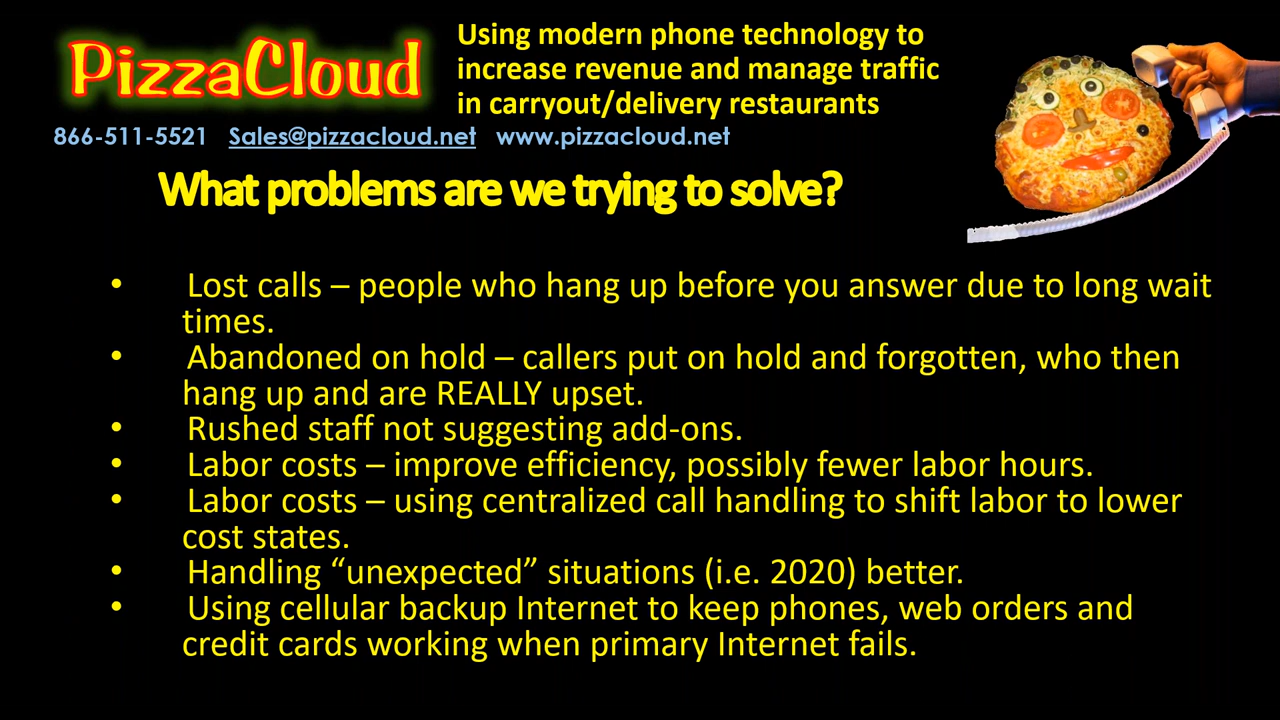 PizzaCloud
Using modern phone technology to
increase revenue and manage traffic
in carryout/delivery restaurants
866-511-5521 Sales@pizzacloud.net www.pizzacloud.net
What problems are we trying to solve?
• Lost calls – people who hang up before you answer due to long wait
times.
• Abandoned on hold – callers put on hold and forgotten, who then
hang up and are REALLY upset.
• Rushed staff not suggesting add-ons.
• Labor costs – improve efficiency, possibly fewer labor hours.
• Labor costs – using centralized call handling to shift labor to lower
cost states.
• Handling “unexpected” situations (i.e. 2020) better.
• Using cellular backup Internet to keep phones, web orders and
credit cards working when primary Internet fails.